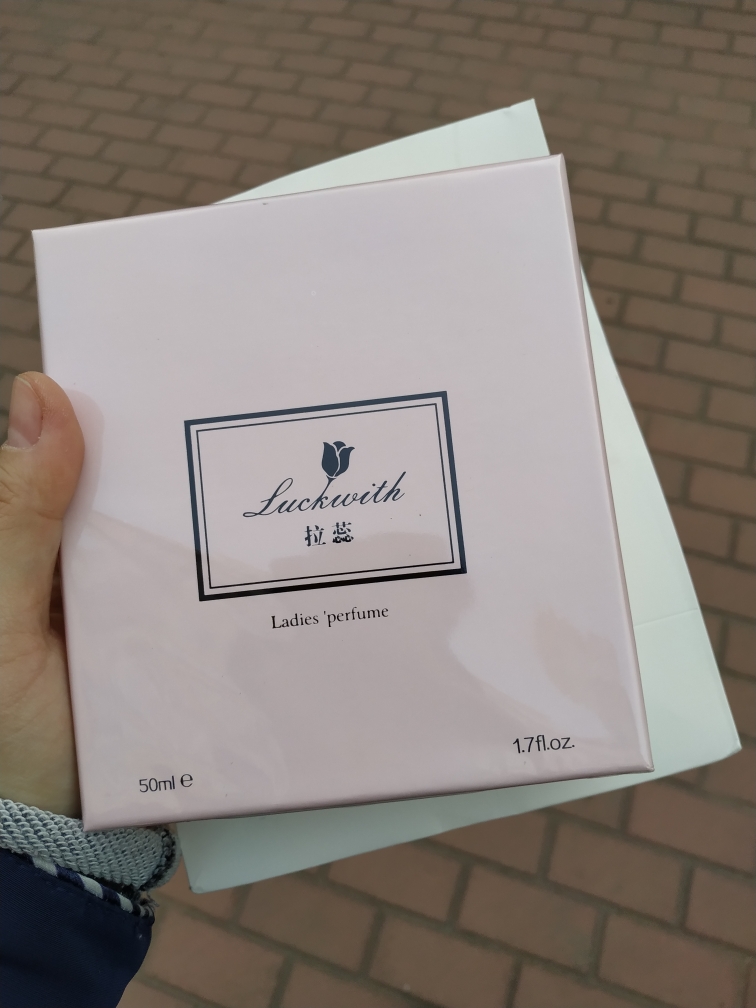 Luckwith
拉蕊
Ladies 'perfume
50ml ℮
1.7fl.oz.